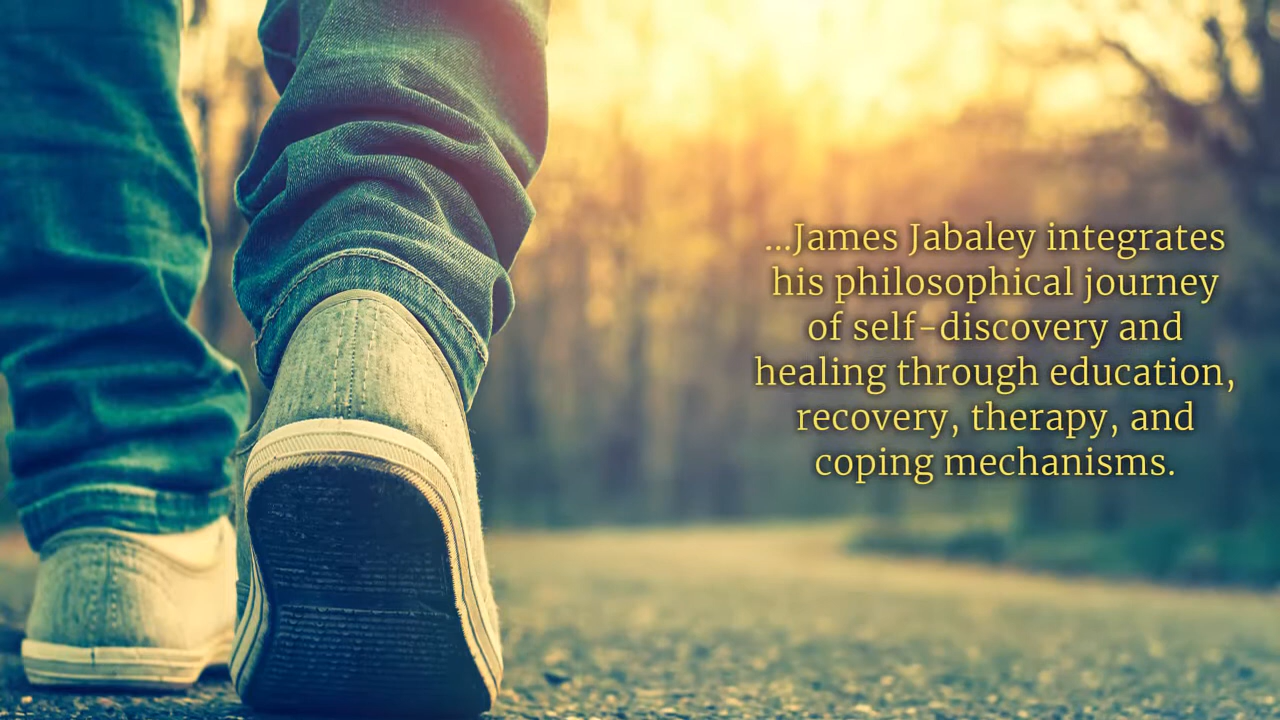 ...James Jabaley integrates
his philosophical journey
of self-discovery and
healing through education,
recovery, therapy, and
coping mechanisms.